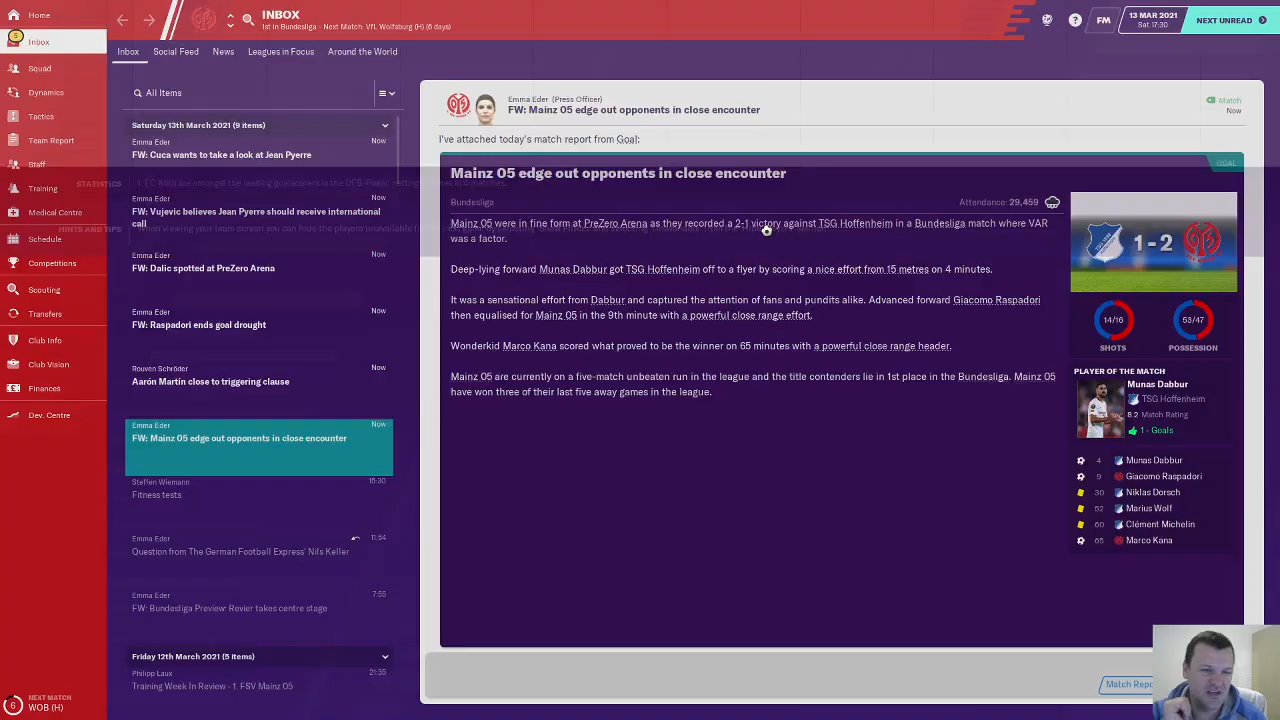 Home
5
Inbox
Squad
Dynamics
Tactics
Team Report
Staff
Training
Medical Centre
Schedule
Competitions
Scouting
Transfers
Club Info
Club Vision
Finances
Dev. Centre
6
NEXT MATCH
WOB (H)
INBOX
1st in Bundesliga - Next Match: VfL Wolfsburg (H) (6 days)
FM
13 MAR 2021
Sat 17:30
NEXT UNREAD
Inbox
Social Feed
News
Leagues in Focus
Around the World
All Items
Saturday 13th March 2021 (9 items)
Emma Eder
Now
FW: Cuca wants to take a look at Jean Pyerre
STATISTICS
HINTS AND TIPS
Emma Eder
Now
FW: Vujevic believes Jean Pyerre should receive international
call
Emma Eder
Now
FW: Dalic spotted at PreZero Arena
Emma Eder
Now
FW: Raspadori ends goal drought
Rouven Schröder
Now
Aarón Martín close to triggering clause
Emma Eder
Now
FW: Mainz 05 edge out opponents in close encounter
Steffen Wiemann
15:30
Fitness tests
Emma Eder
11:54
Question from The German Football Express' Nils Keller
Emma Eder
7:55
FW: Bundesliga Preview: Revier takes centre stage
Friday 12th March 2021 (5 items)
Philipp Laux
21:35
Training Week In Review - 1. FSV Mainz 05
Emma Eder (Press Officer)
FW: Mainz 05 edge out opponents in close encounter
Match
Now
I've attached today's match report from Goal:
GOAL
Mainz 05 edge out opponents in close encounter
Bundesliga
Attendance: 29,459
Mainz 05 were in fine form at PreZero Arena as they recorded a 2-1 victory against TSG Hoffenheim in a Bundesliga match where VAR
was a factor.
Deep-lying forward Munas Dabbur got TSG Hoffenheim off to a flyer by scoring a nice effort from 15 metres on 4 minutes.
It was a sensational effort from Dabbur and captured the attention of fans and pundits alike. Advanced forward Giacomo Raspadori
then equalised for Mainz 05 in the 9th minute with a powerful close range effort.
Wonderkid Marco Kana scored what proved to be the winner on 65 minutes with a powerful close range header.
Mainz 05 are currently on a five-match unbeaten run in the league and the title contenders lie in 1st place in the Bundesliga. Mainz 05
have won three of their last five away games in the league.
1 - 2
14/16
SHOTS
53/47
POSSESSION
PLAYER OF THE MATCH
Munas Dabbur
TSG Hoffenheim
8.2 Match Rating
1 - Goals
4 Munas Dabbur
9 Giacomo Raspadori
30 Niklas Dorsch
52 Marius Wolf
60 Clément Michelin
65 Marco Kana
Match Repo